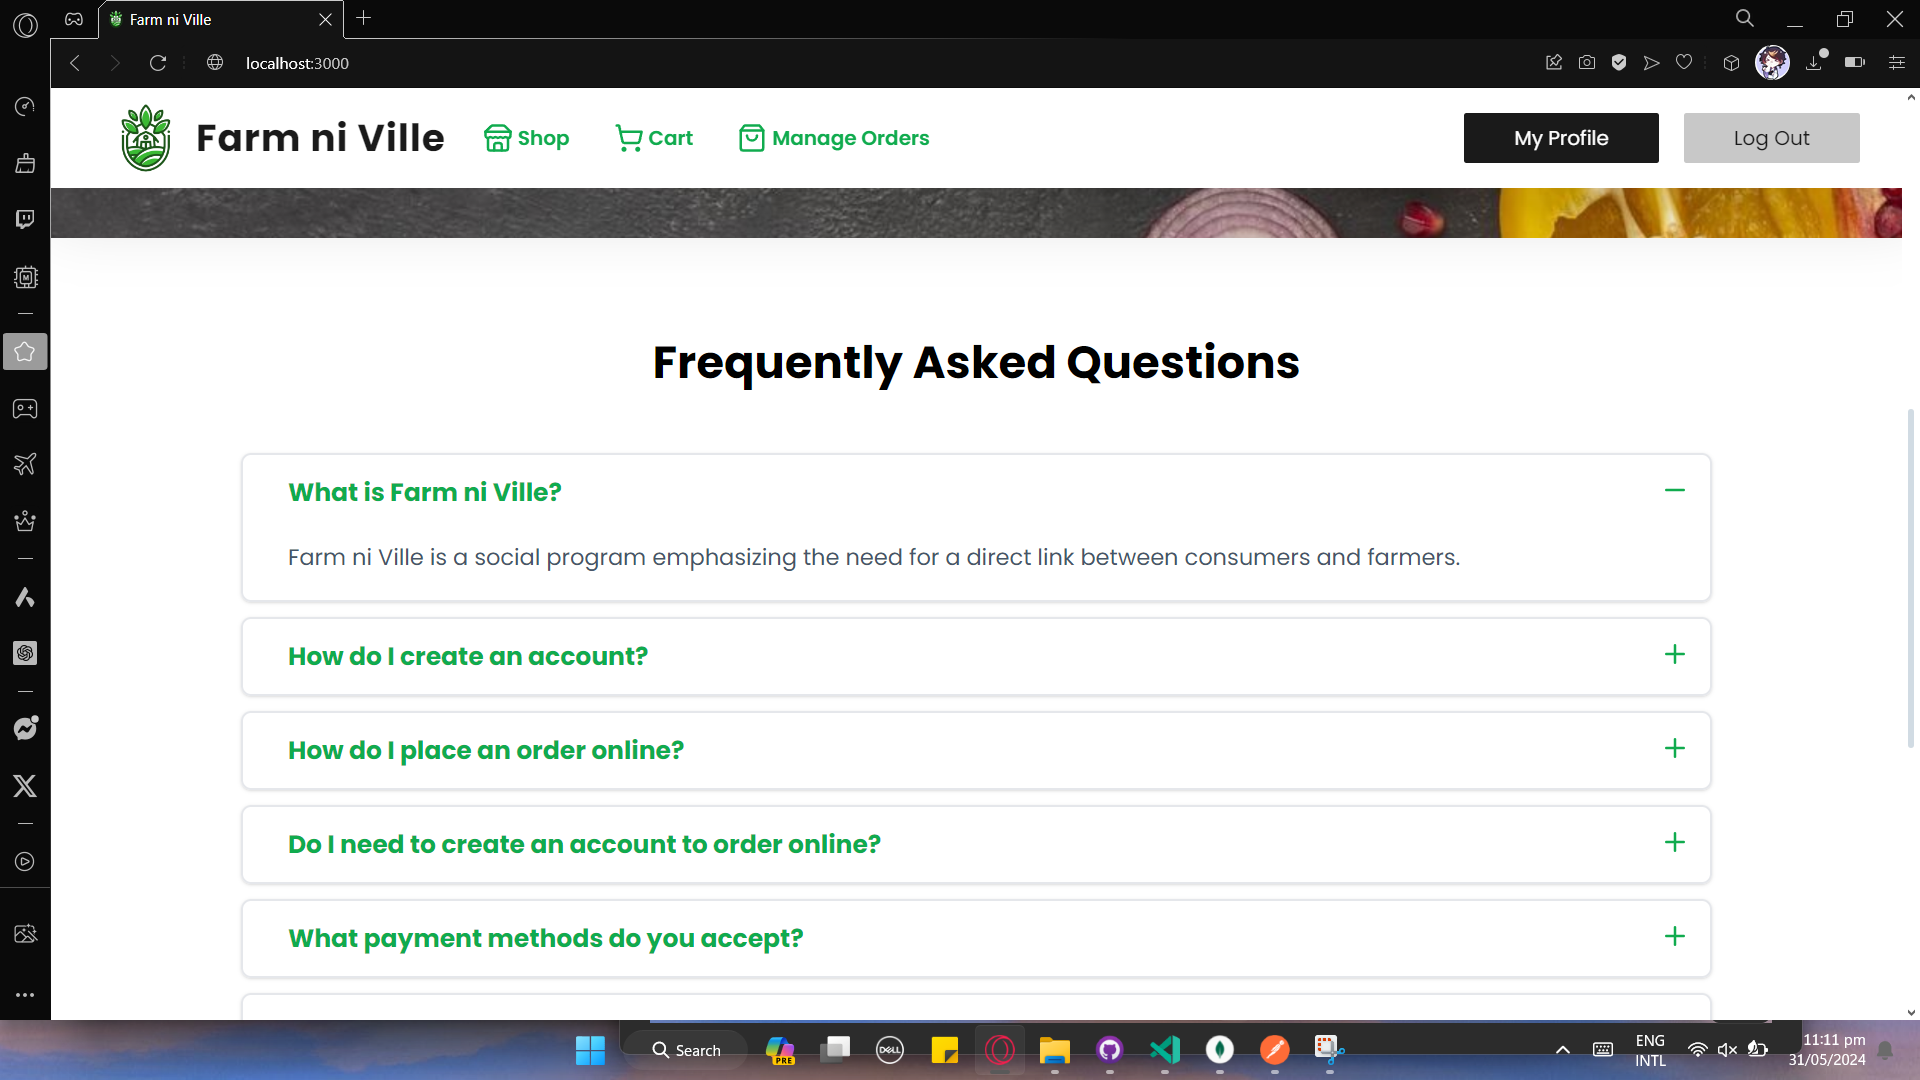 Farm ni Ville
localhost:3000
Farm ni Ville
Shop
Cart
Manage Orders
My Profile
Log Out
Frequently Asked Questions
What is Farm ni Ville?
Farm ni Ville is a social program emphasizing the need for a direct link between consumers and farmers.
How do I create an account?
How do I place an order online?
Do I need to create an account to order online?
What payment methods do you accept?
Search
PRE
DELL
ENG
INTL
11:11 pm
31/05/2024